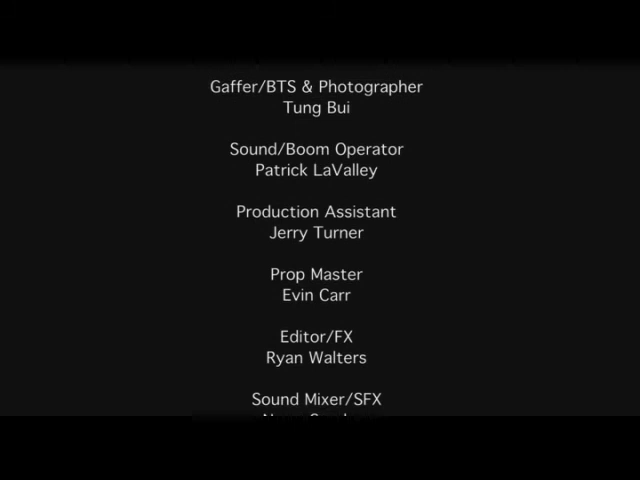 Gaffer/BTS & Photographer
Tung Bui
Sound/Boom Operator
Patrick LaValley
Production Assistant
Jerry Turner
Prop Master
Evin Carr
Editor/FX
Ryan Walters
Sound Mixer/SFX